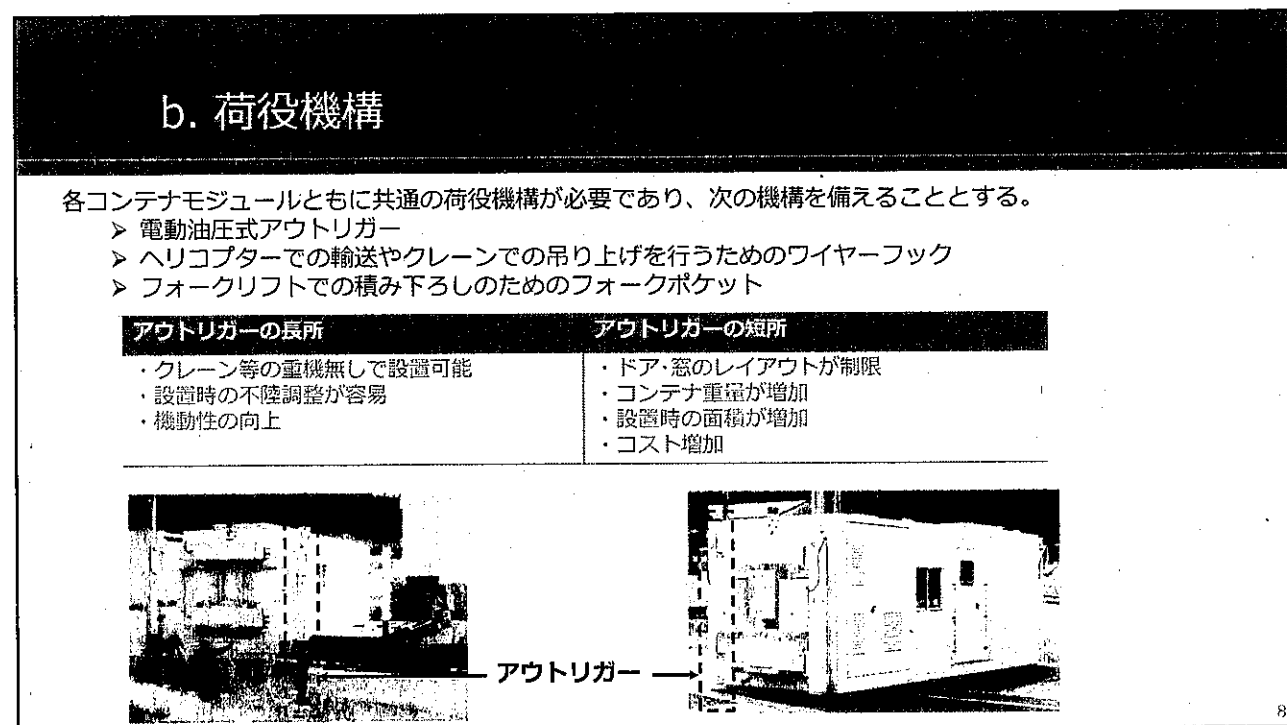 b. 荷役機構
各コンテナモジュールともに共通の荷役機構が必要であり、次の機構を備えることとする。
➤ 電動油圧式アウトリガー
➤ ヘリコプターでの輸送やクレーンでの吊り上げを行うためのワイヤーフック
➤ フォークリフトでの積み下ろしのためのフォークポケット
アウトリガーの長所
・クレーン等の重機無しで設置可能
・設置時の不陸調整が容易
・機動性の向上
アウトリガーの短所
・ドア・窓のレイアウトが制限
・コンテナ重量が増加
・設置時の面積が増加
・コスト増加
アウトリガー
8